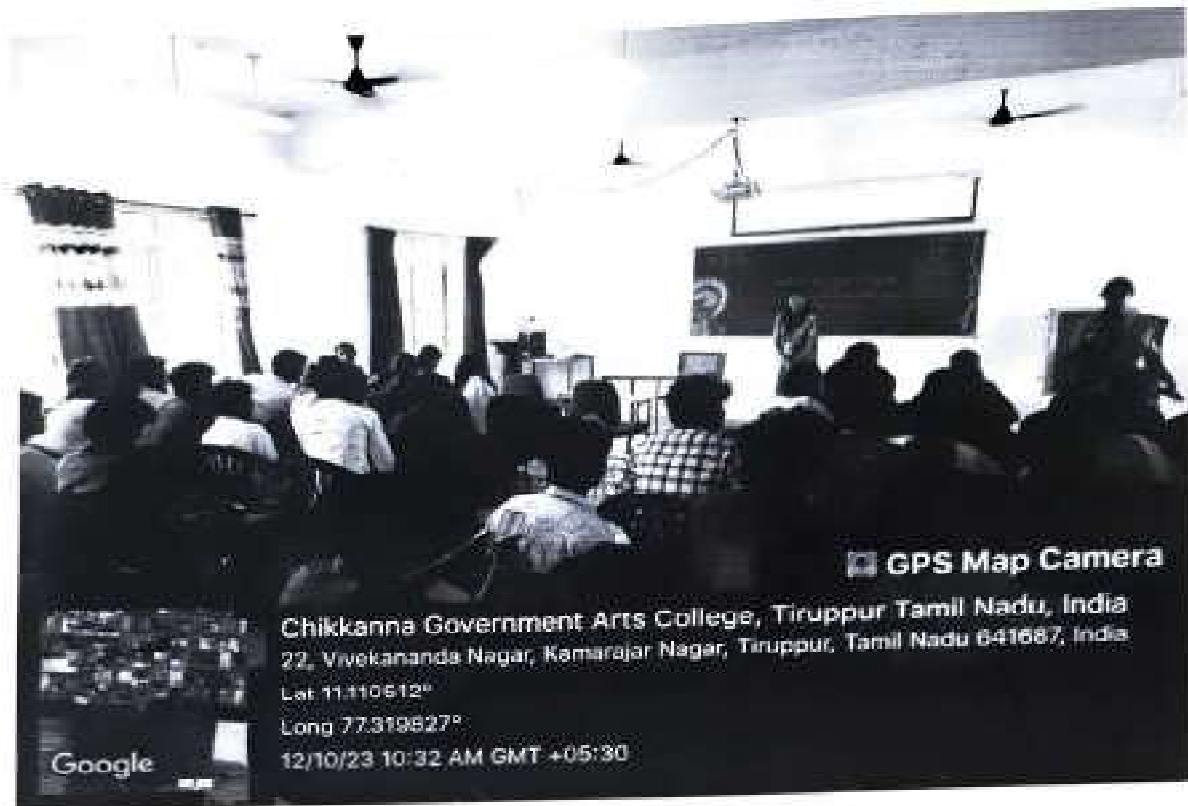 GPS Map Camera
Chikkanna Government Arts College, Tiruppur Tamil Nadu, India
22, Vivekananda Nagar, Kamarajar Nagar, Tiruppur, Tamil Nadu 641687, India
Lat 11.110512°
Long 77.319827°
12/10/23 10:32 AM GMT +05:30
Google